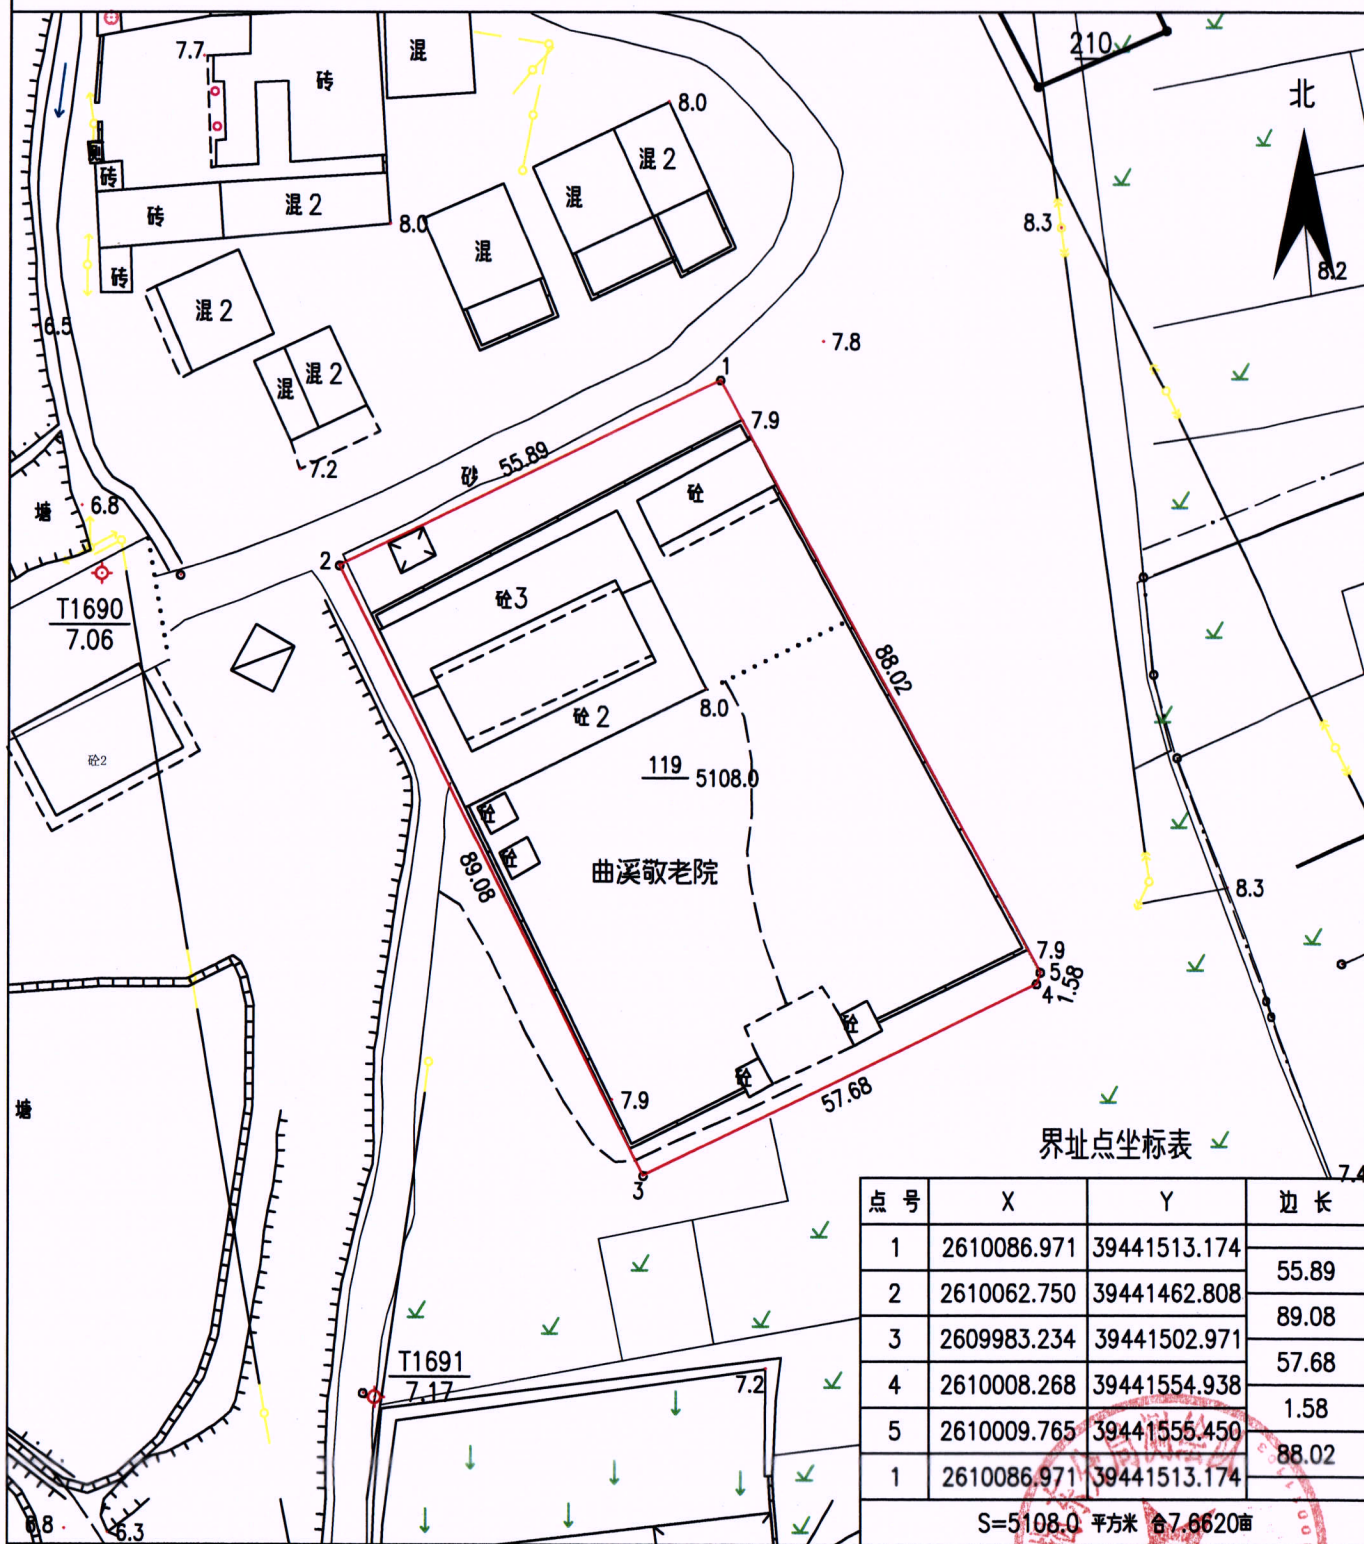 7.7
砖
混
210
北
8.0
混 2
混
厕
砖
砖
混 2
8.0
混
8.3
砖
8.2
混 2
6.5
7.8
混 2
混
1
7.9
7.2
砂
55.89
塘
6.8
砼
2
T1690
7.06
砼3
88.02
8.0
砼 2
砼2
119
5108.0
砼
砼
89.08
曲溪敬老院
8.3
7.9
5
1.58
4
砼
砼
7.9
57.68
塘
3
界址点坐标表
7.4
点 号 X Y 边 长
1 2610086.971 39441513.174
55.89
2 2610062.750 39441462.808
89.08
3 2609983.234 39441502.971
57.68
4 2610008.268 39441554.938
1.58
5 2610009.765 39441555.450
88.02
1 2610086.971 39441513.174
S=5108.0 平方米 合7.6620亩
T1691
7.17
7.2
6.8
6.3